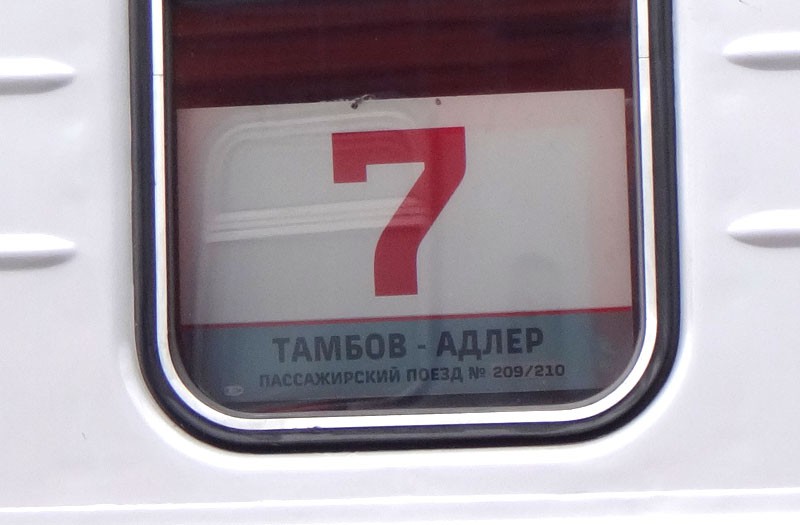 7
ТАМБОВ - АДЛЕР
ПАССАЖИРСКИЙ ПОЕЗД № 209/210